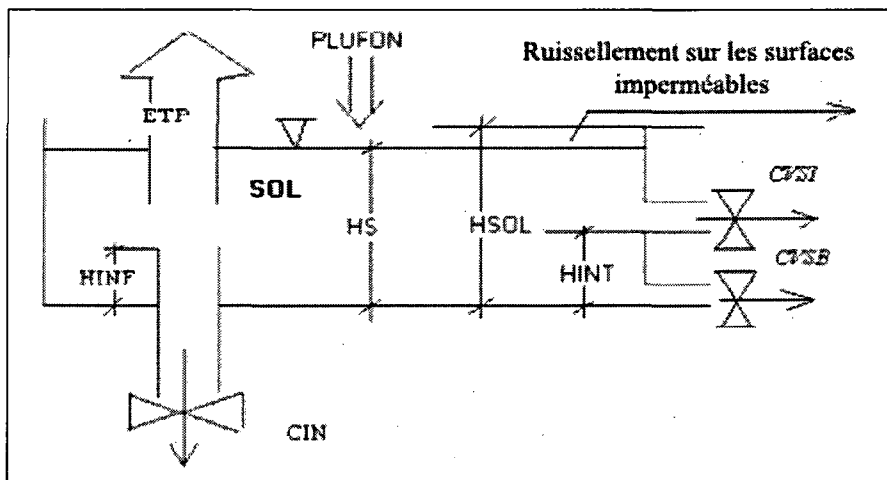 PLUFON
Ruissellement sur les surfaces
imperméables
ETP
SOL
CVSI
HS
HSOL
CVSB
HINF
HINT
CIN